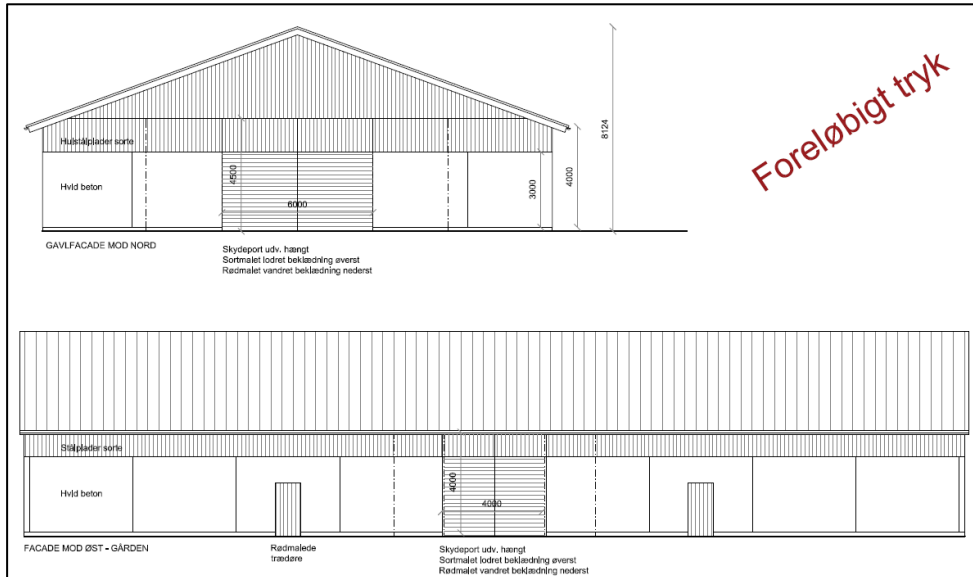 Foreløbigt tryk
8124
Hulstålplader sorte
4500
3000
4000
Hvid beton
6000
GAVLFACADE MOD NORD
Skydeport udv. hængt
Sortmalet lodret beklædning øverst
Rødmalet vandret beklædning nederst
Stålplader sorte
4000
Hvid beton
4000
FACADE MOD ØST - GÅRDEN
Rødmalede
trædøre
Skydeport udv. hængt
Sortmalet lodret beklædning øverst
Rødmalet vandret beklædning nederst